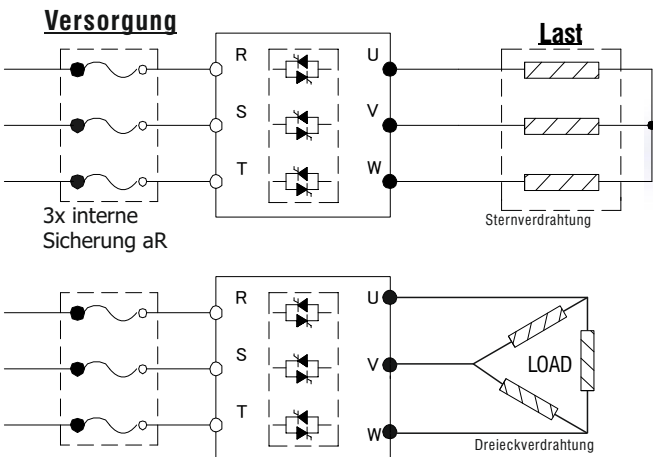 Versorgung
Last
R
U
S
V
T
W
3x interne
Sicherung aR
Sternverdrahtung
R
U
S
V
LOAD
T
W
Dreieckverdrahtung